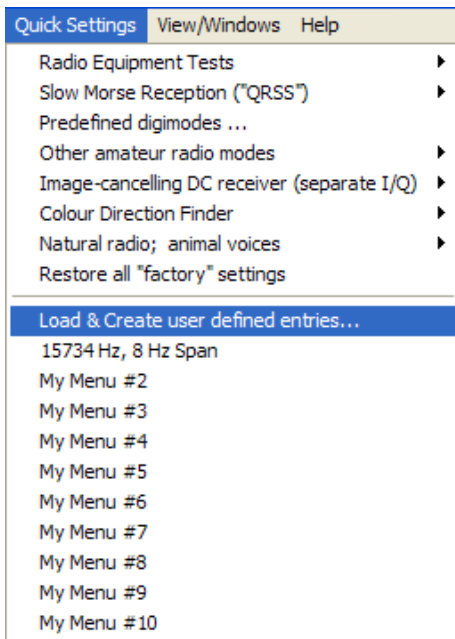 Quick Settings View/Windows Help
Radio Equipment Tests
Slow Morse Reception ("QRSS")
Predefined digimodes ...
Other amateur radio modes
Image-cancelling DC receiver (separate I/Q)
Colour Direction Finder
Natural radio; animal voices
Restore all "factory" settings
Load & Create user defined entries...
15734 Hz, 8 Hz Span
My Menu #2
My Menu #3
My Menu #4
My Menu #5
My Menu #6
My Menu #7
My Menu #8
My Menu #9
My Menu #10